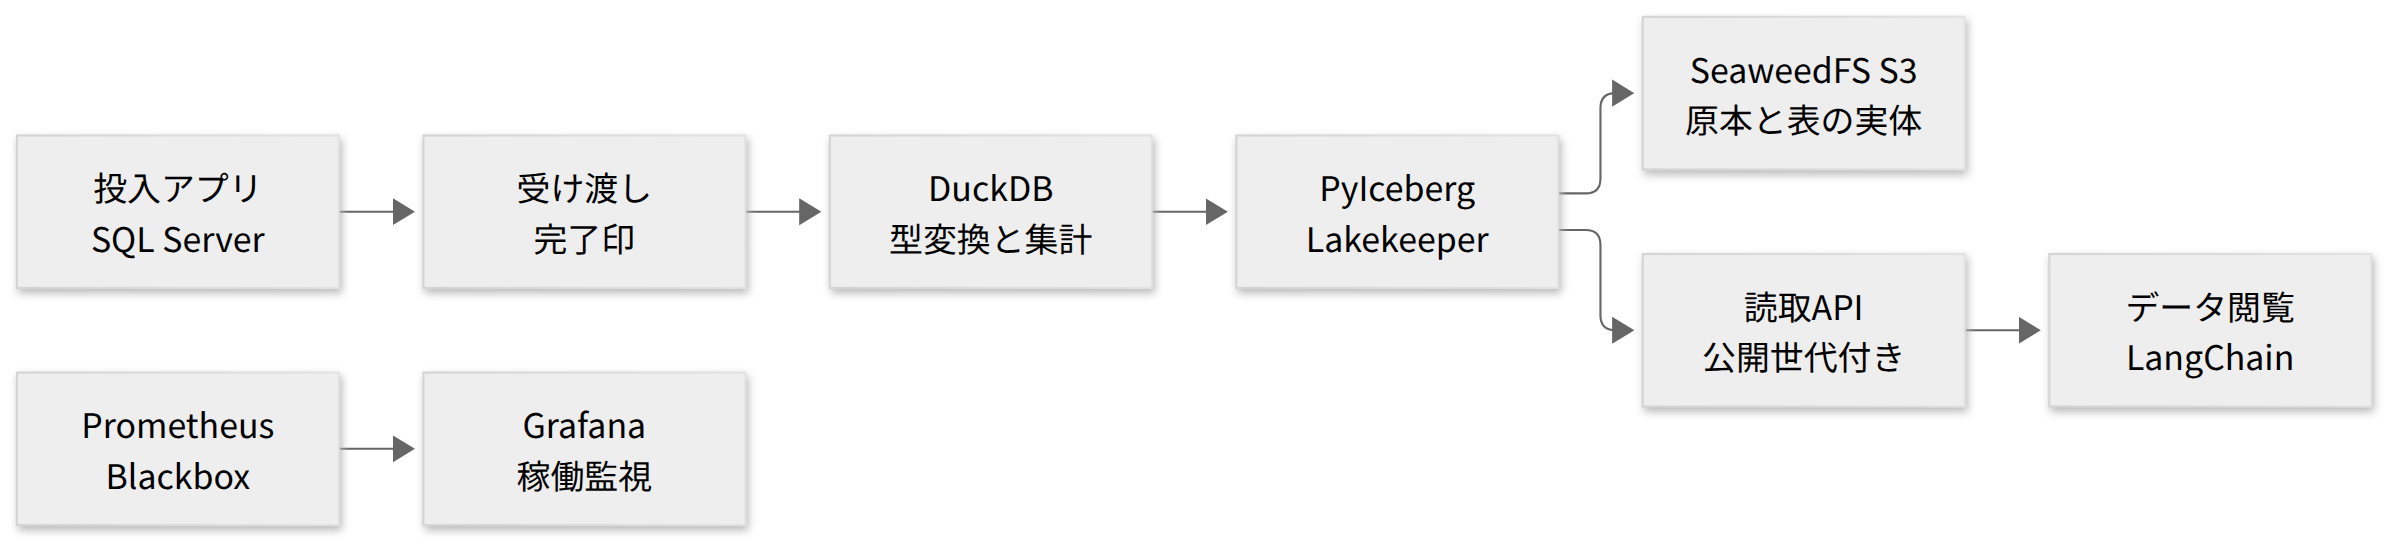 投入アプリ
SQL Server
受け渡し
完了印
DuckDB
型変換と集計
PyIceberg
Lakekeeper
SeaweedFS S3
原本と表の実体
読取API
公開世代付き
データ閲覧
LangChain
Prometheus
Blackbox
Grafana
稼働監視